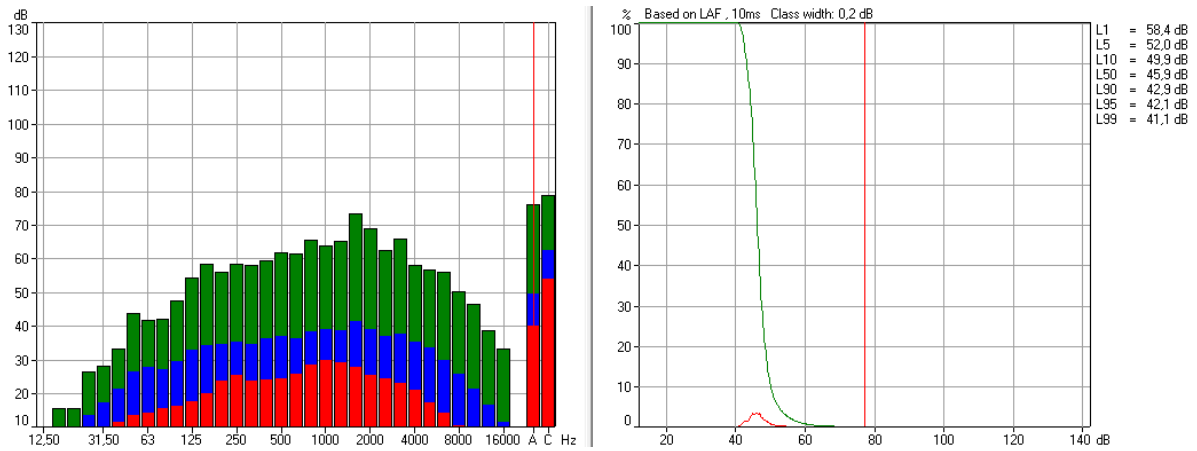 dB
130
120
110
100
90
80
70
60
50
40
30
20
10
12.50 31.50 63 125 250 500 1000 2000 4000 8000 16000 A C Hz
% Based on LAF , 10ms Class width: 0,2 dB
100
90
80
70
60
50
40
30
20
10
0
20 40 60 80 100 120 140 dB
L1 = 58,4 dB
L5 = 52,0 dB
L10 = 49,9 dB
L50 = 45,9 dB
L90 = 42,9 dB
L95 = 42,1 dB
L99 = 41,1 dB